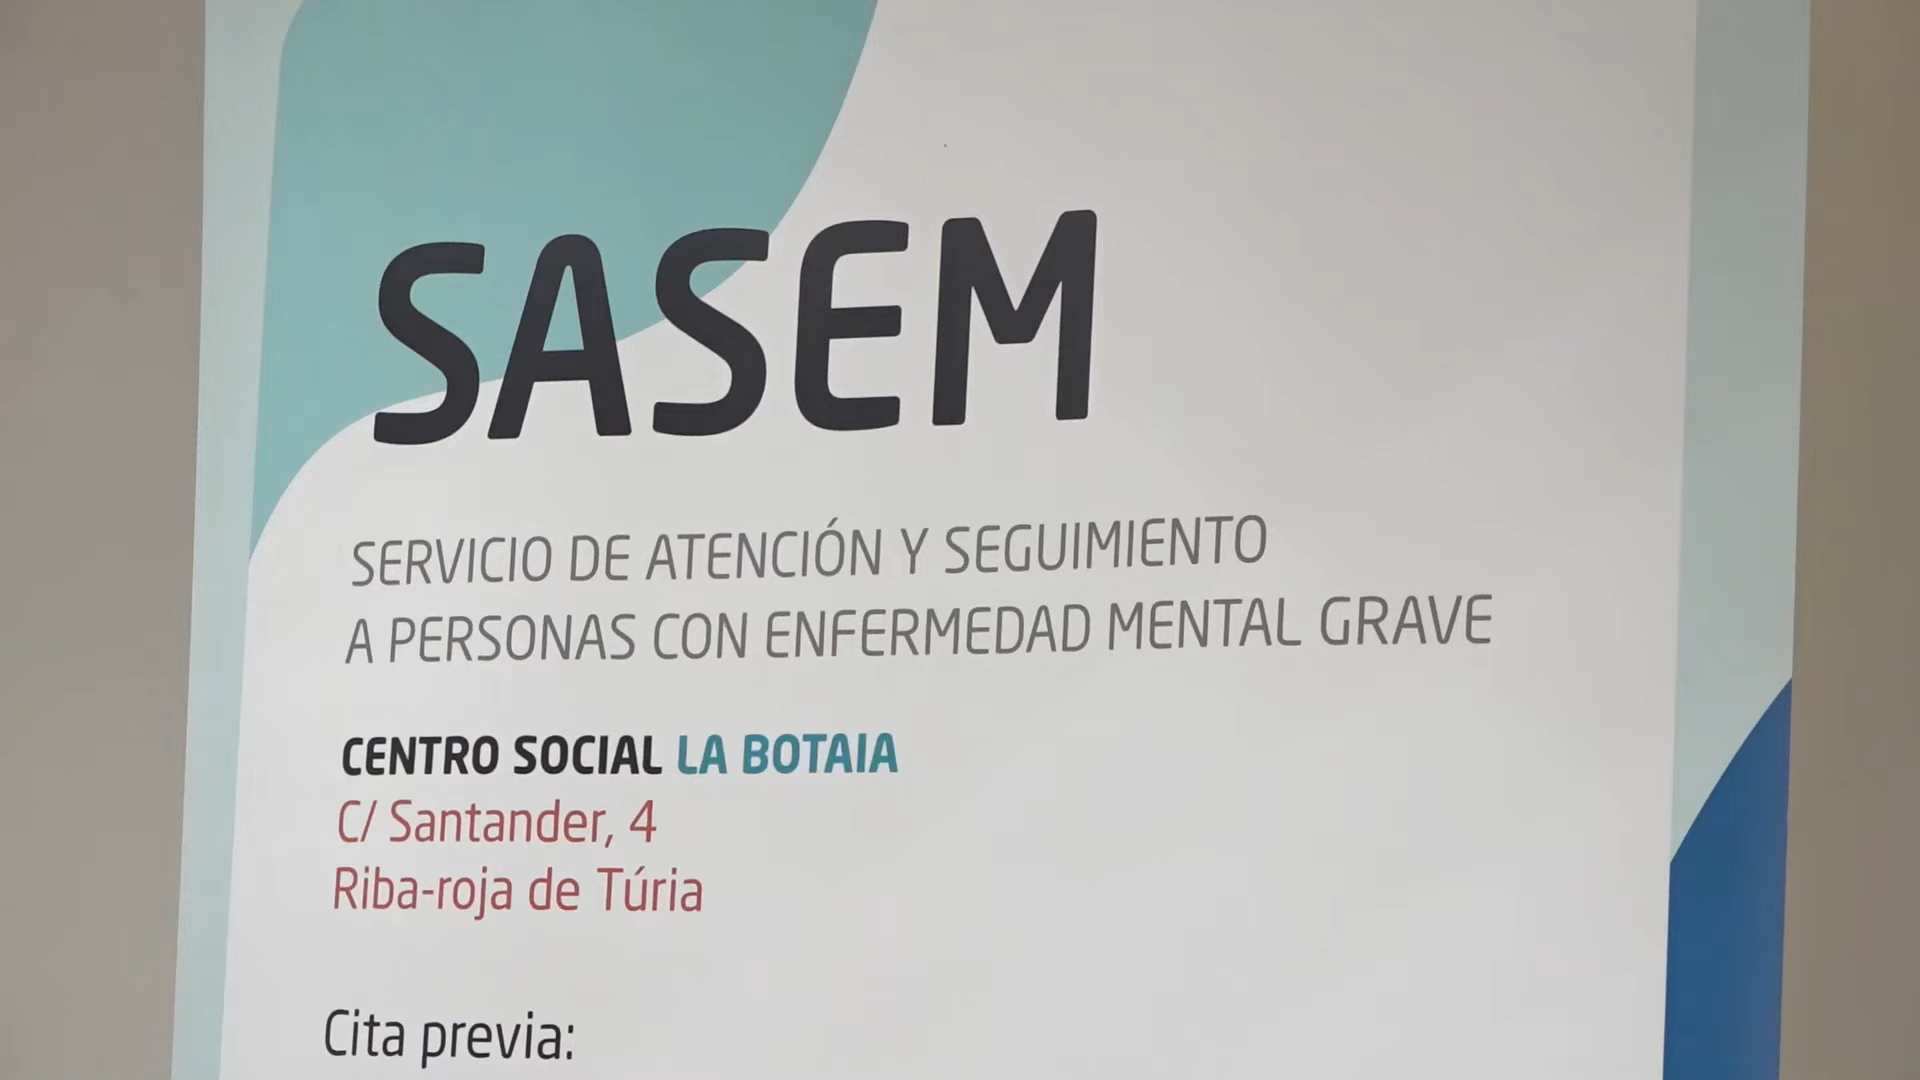 SASEM
SERVICIO DE ATENCIÓN Y SEGUIMIENTO
A PERSONAS CON ENFERMEDAD MENTAL GRAVE
CENTRO SOCIAL LA BOTAIA
C/ Santander, 4
Riba-roja de Túria
Cita previa: